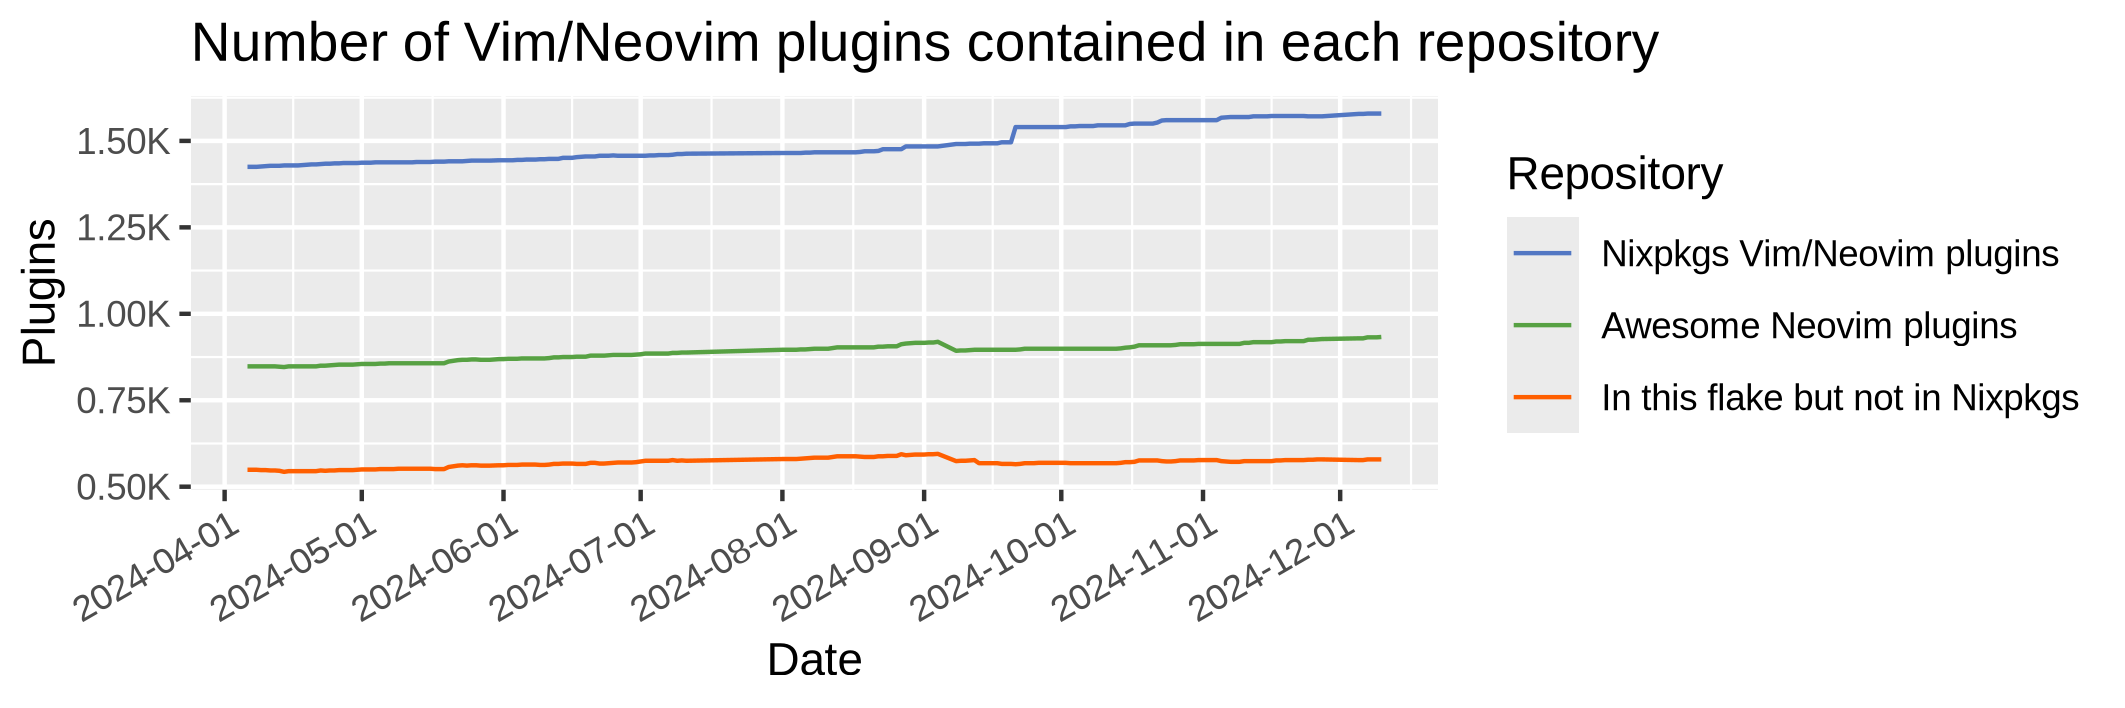 Number of Vim/Neovim plugins contained in each repository
Plugins
1.50K
1.25K
1.00K
0.75K
0.50K
2024-04-01
2024-05-01
2024-06-01
2024-07-01
2024-08-01
2024-09-01
2024-10-01
2024-11-01
2024-12-01
Date
Repository
Nixpkgs Vim/Neovim plugins
Awesome Neovim plugins
In this flake but not in Nixpkgs